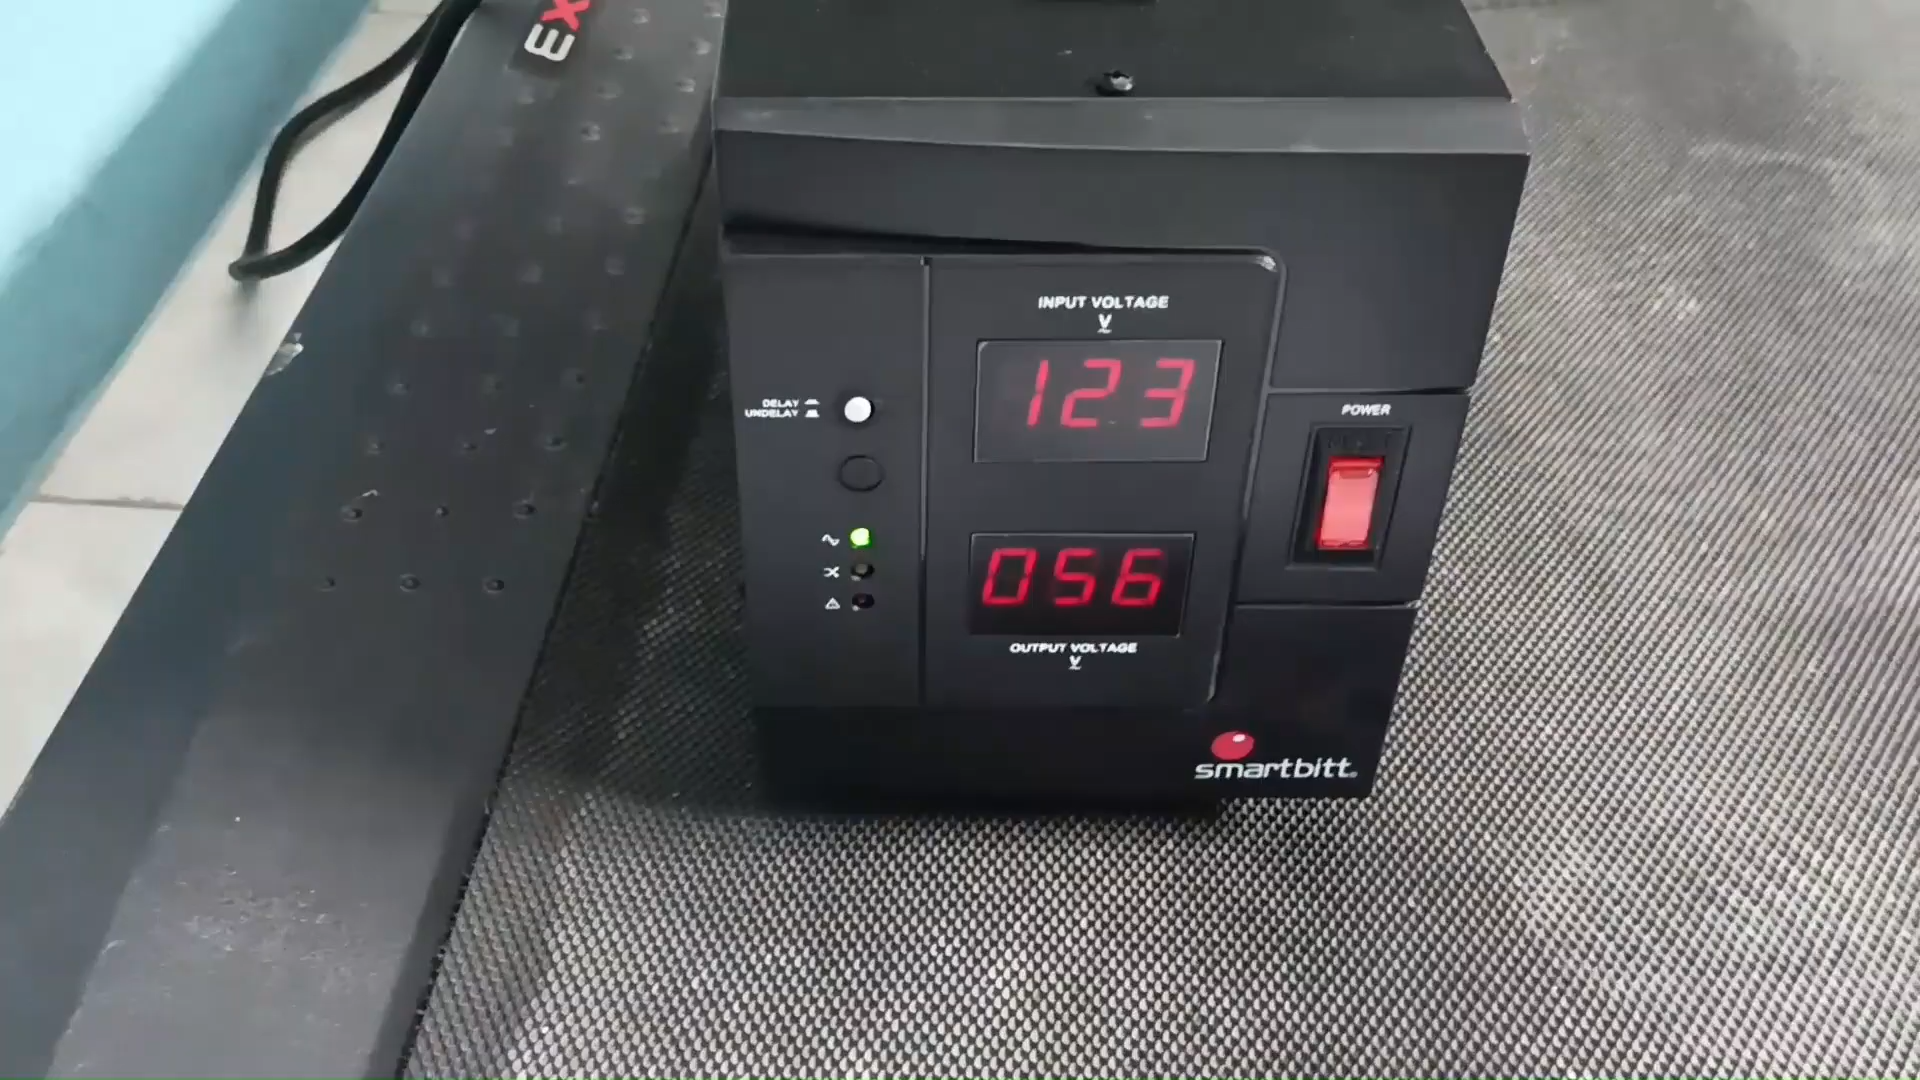 EX
INPUT VOLTAGE
V
123
DELAY
UNDELAY
POWER
056
OUTPUT VOLTAGE
V
smartbitt